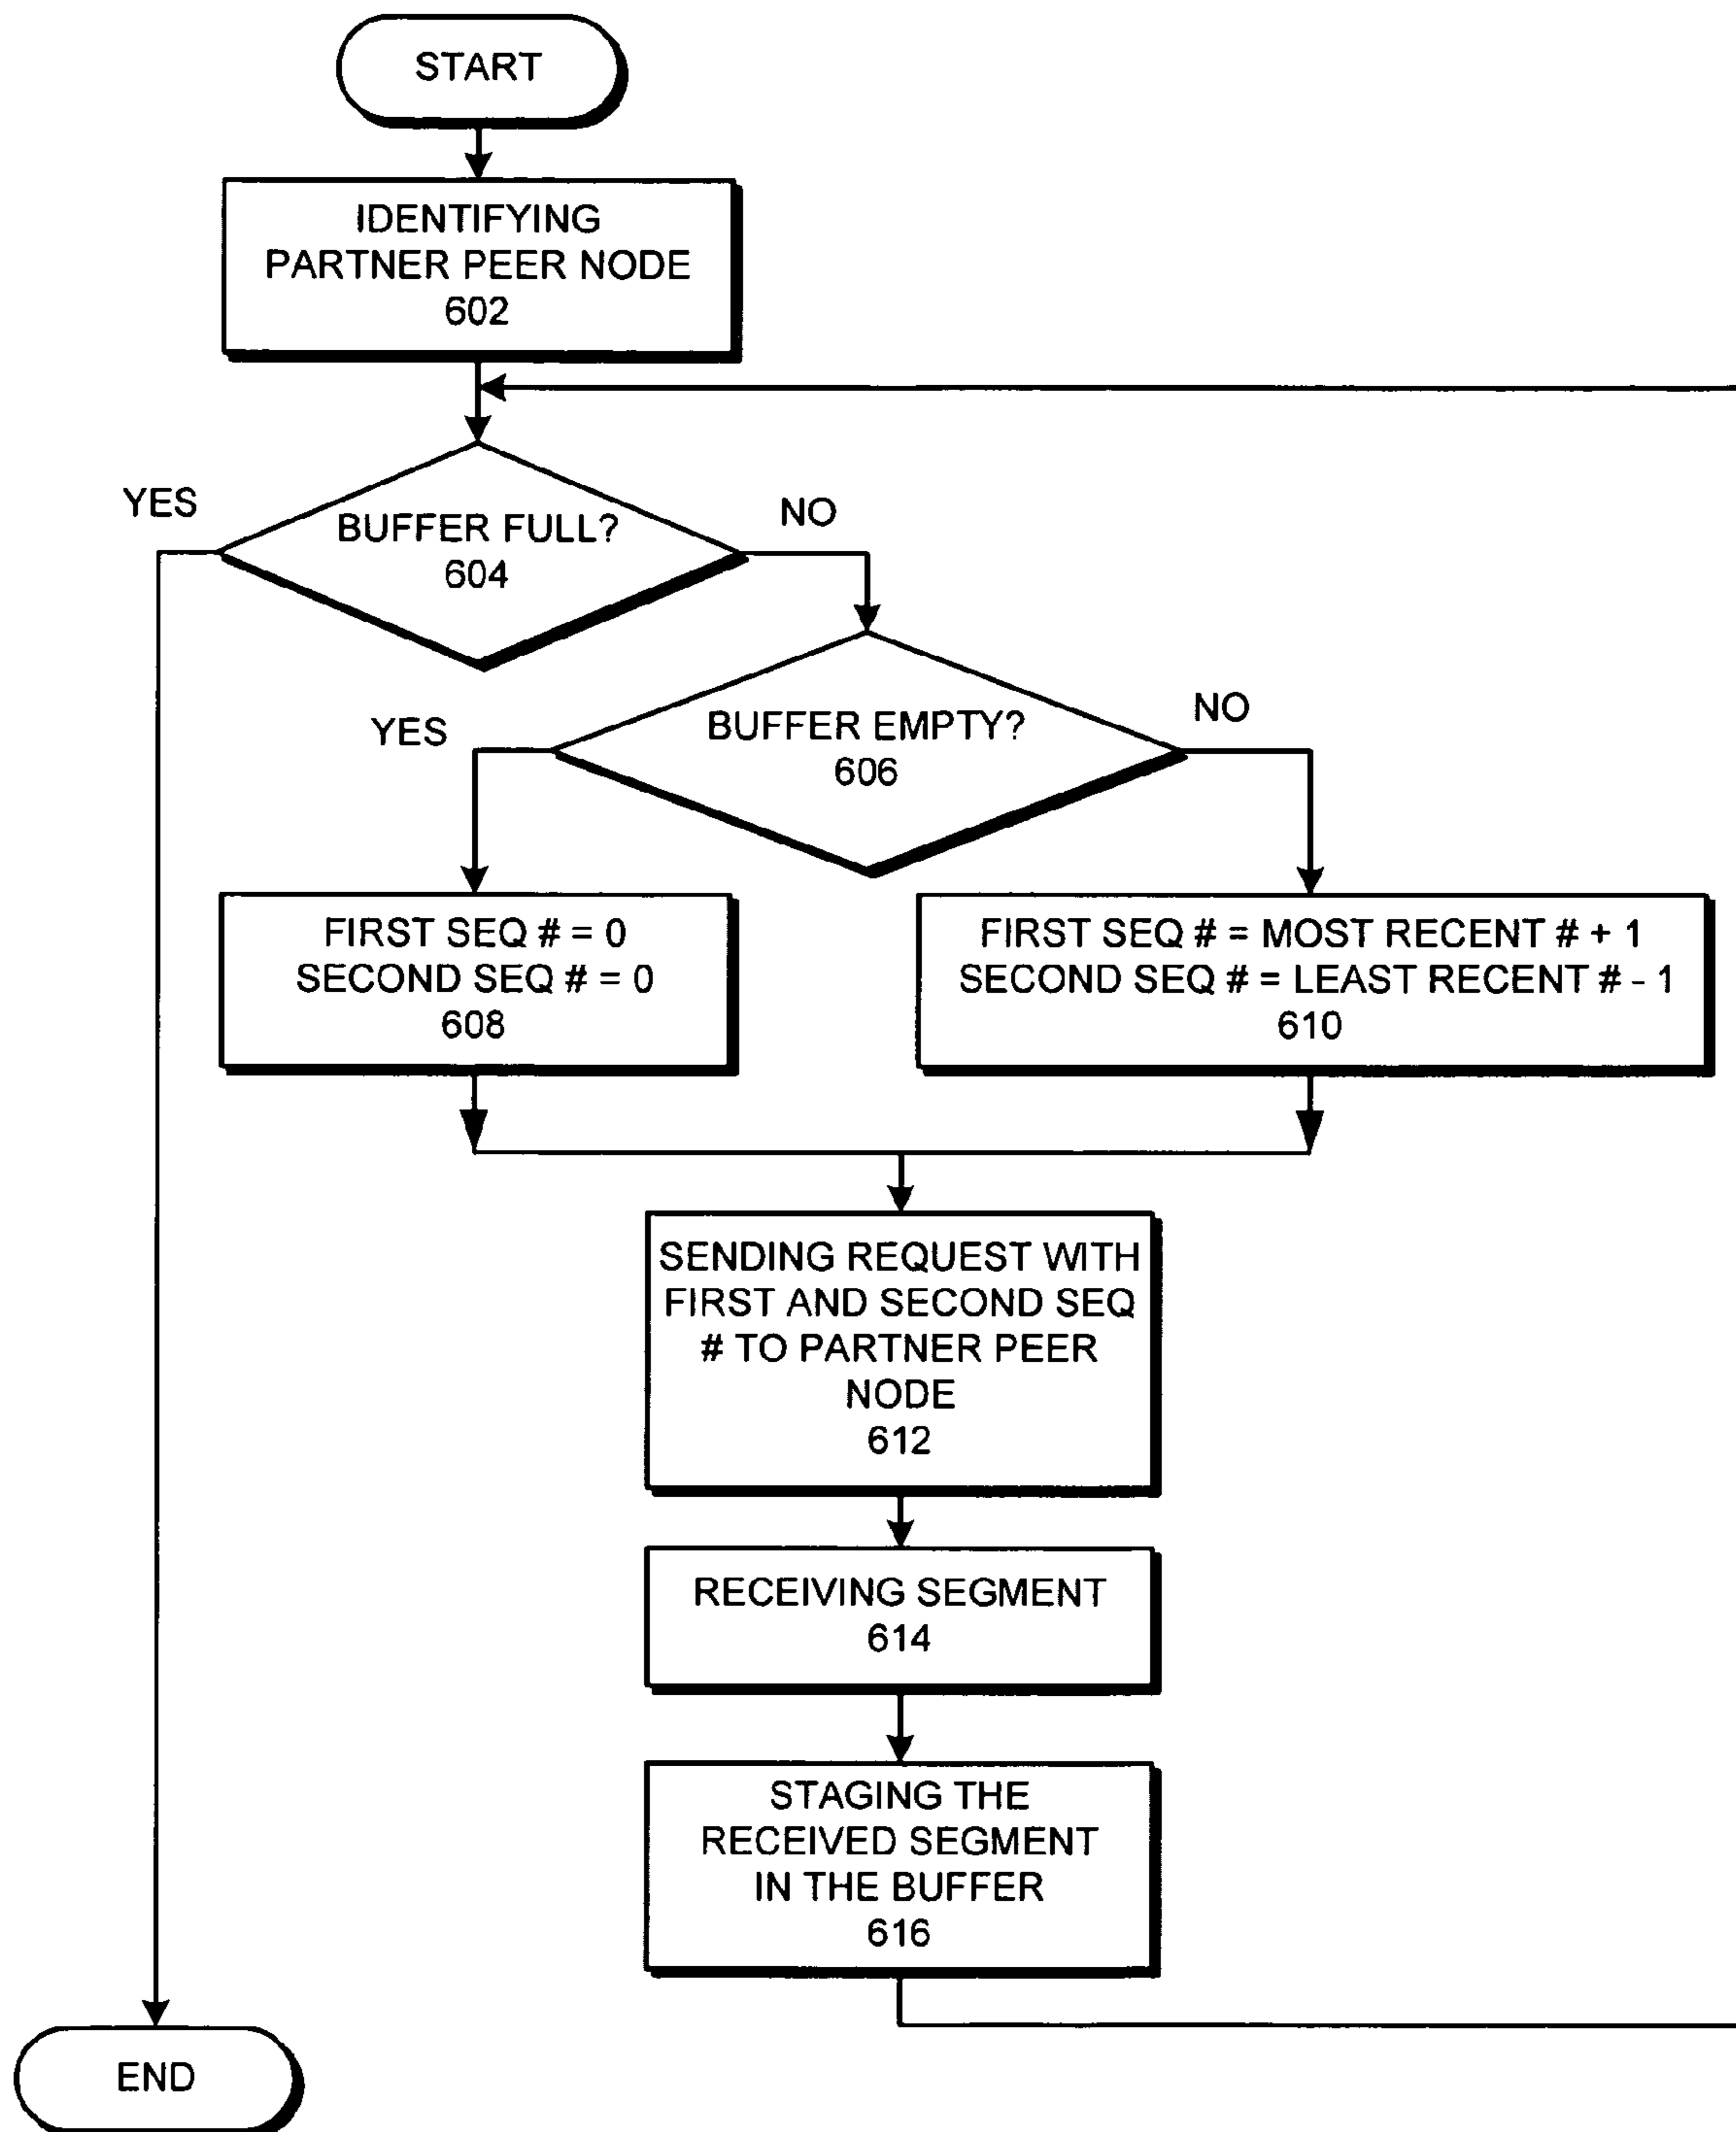 START
IDENTIFYING
PARTNER PEER NODE
602
YES
BUFFER FULL?
604
NO
YES
BUFFER EMPTY?
606
NO
FIRST SEQ # = 0
SECOND SEQ # = 0
608
FIRST SEQ # = MOST RECENT # + 1
SECOND SEQ # = LEAST RECENT # - 1
610
SENDING REQUEST WITH
FIRST AND SECOND SEQ
# TO PARTNER PEER
NODE
612
RECEIVING SEGMENT
614
STAGING THE
RECEIVED SEGMENT
IN THE BUFFER
616
END